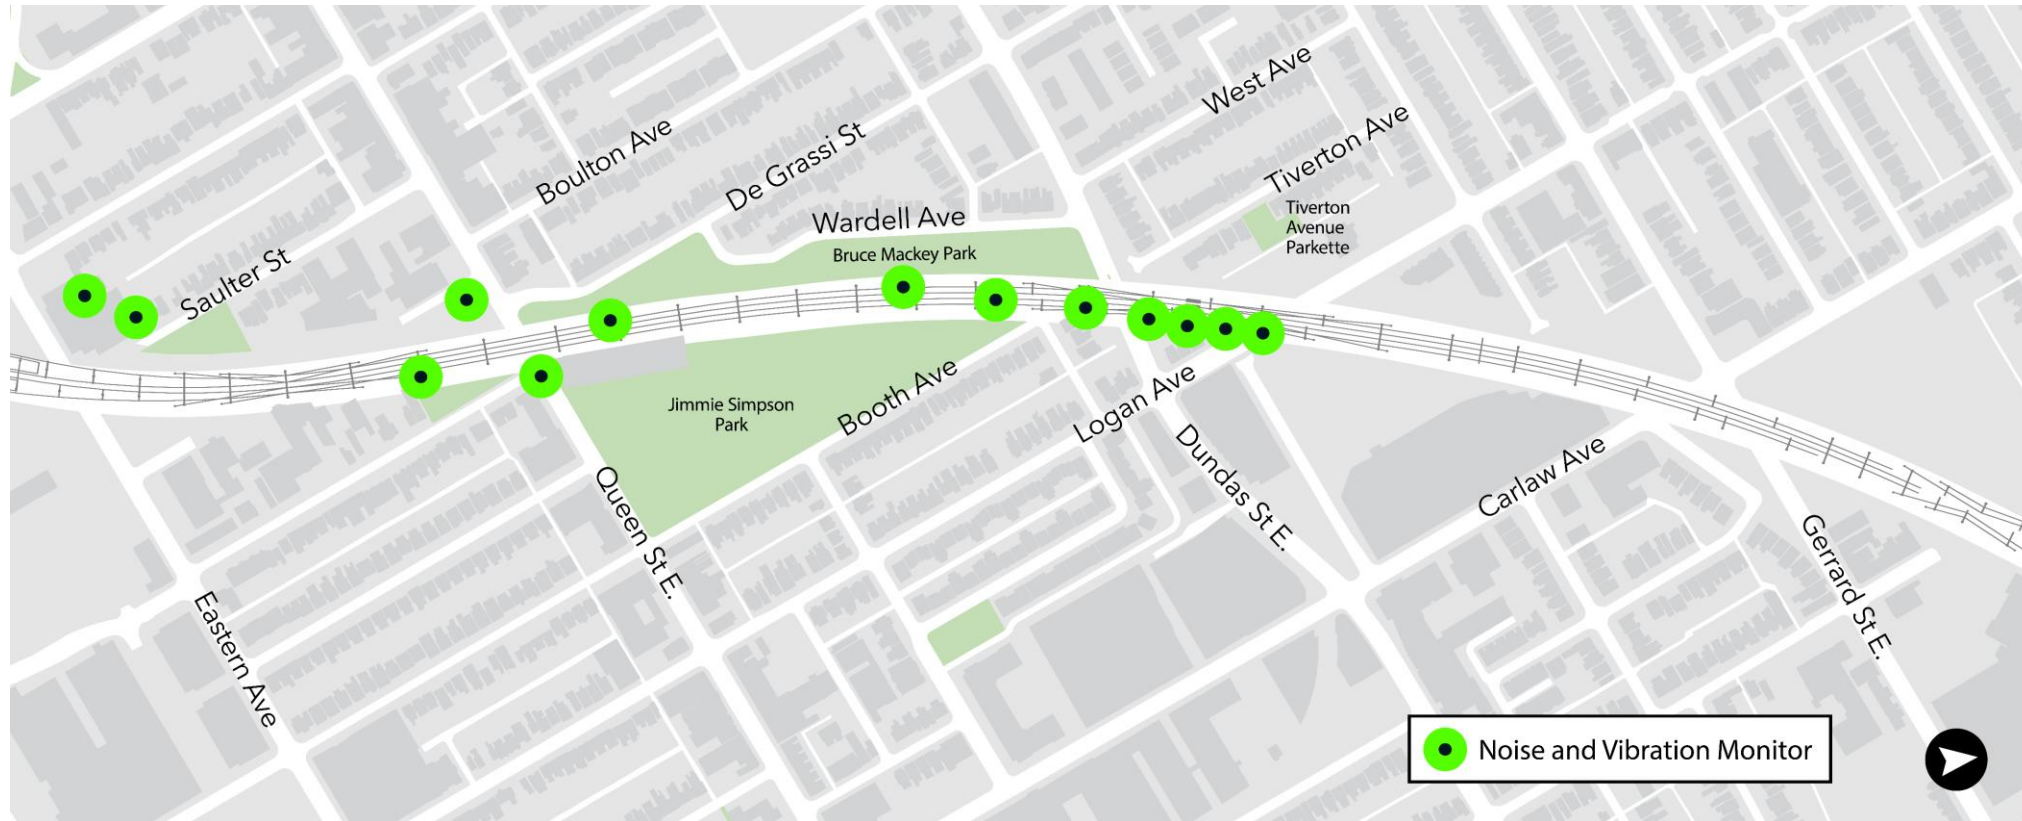 West Ave
Tiverton Ave
Boulton Ave
De Grassi St
Tiverton
Avenue
Parkette
Wardell Ave
Bruce Mackey Park
Saulter St
Jimmie Simpson
Park
Booth Ave
Logan Ave
Dundas St E.
Carlaw Ave
Queen St E.
Gerrard St E.
Eastern Ave
Noise and Vibration Monitor